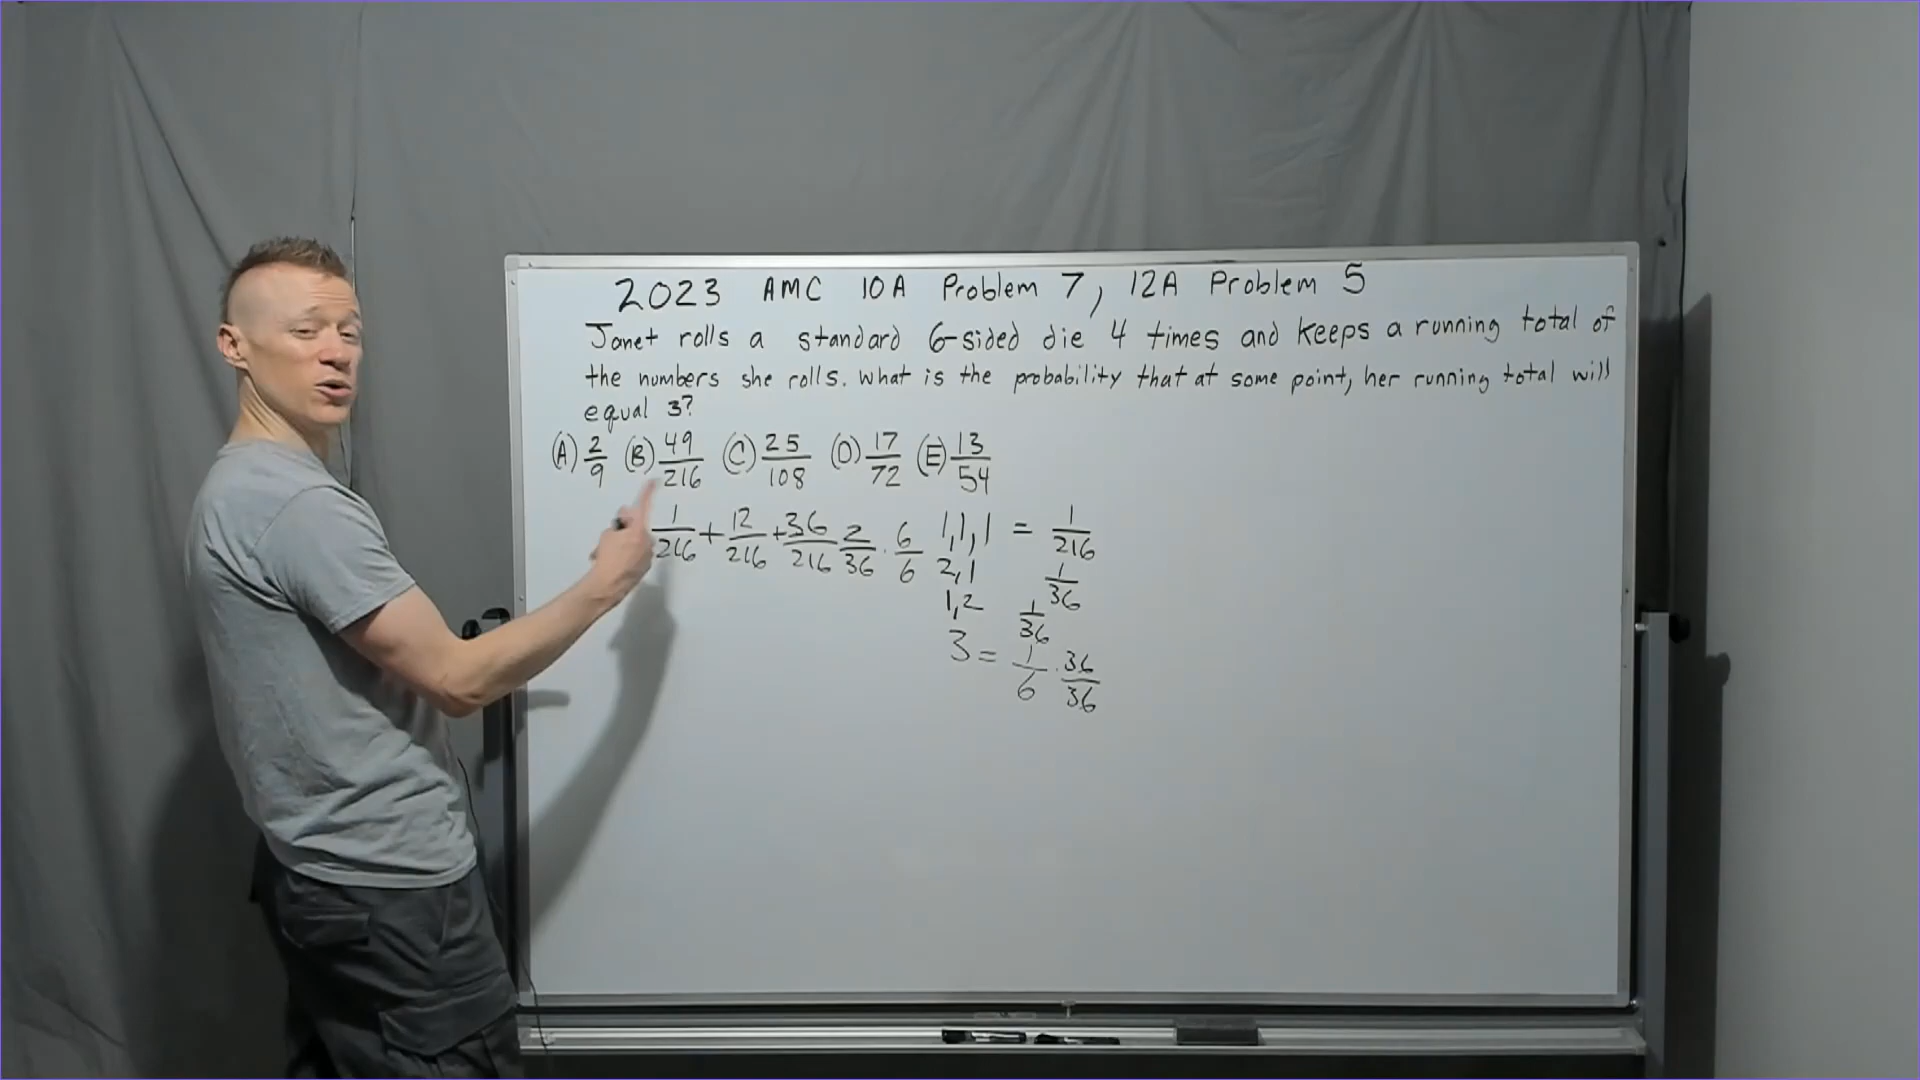 2023 AMC 10A Problem 7, 12A Problem 5
Janet rolls a standard 6-sided die 4 times and keeps a running total of
the numbers she rolls. What is the probability that at some point, her running total will
equal 3?
(A) 2/9 (B) 49/216 (C) 25/108 (D) 17/72 (E) 13/54
1/216 + 12/216 + 36/216 2/36 · 6/6
1,1,1 = 1/216
2,1 1/36
1,2 1/36
3 = 1/6 · 36/36